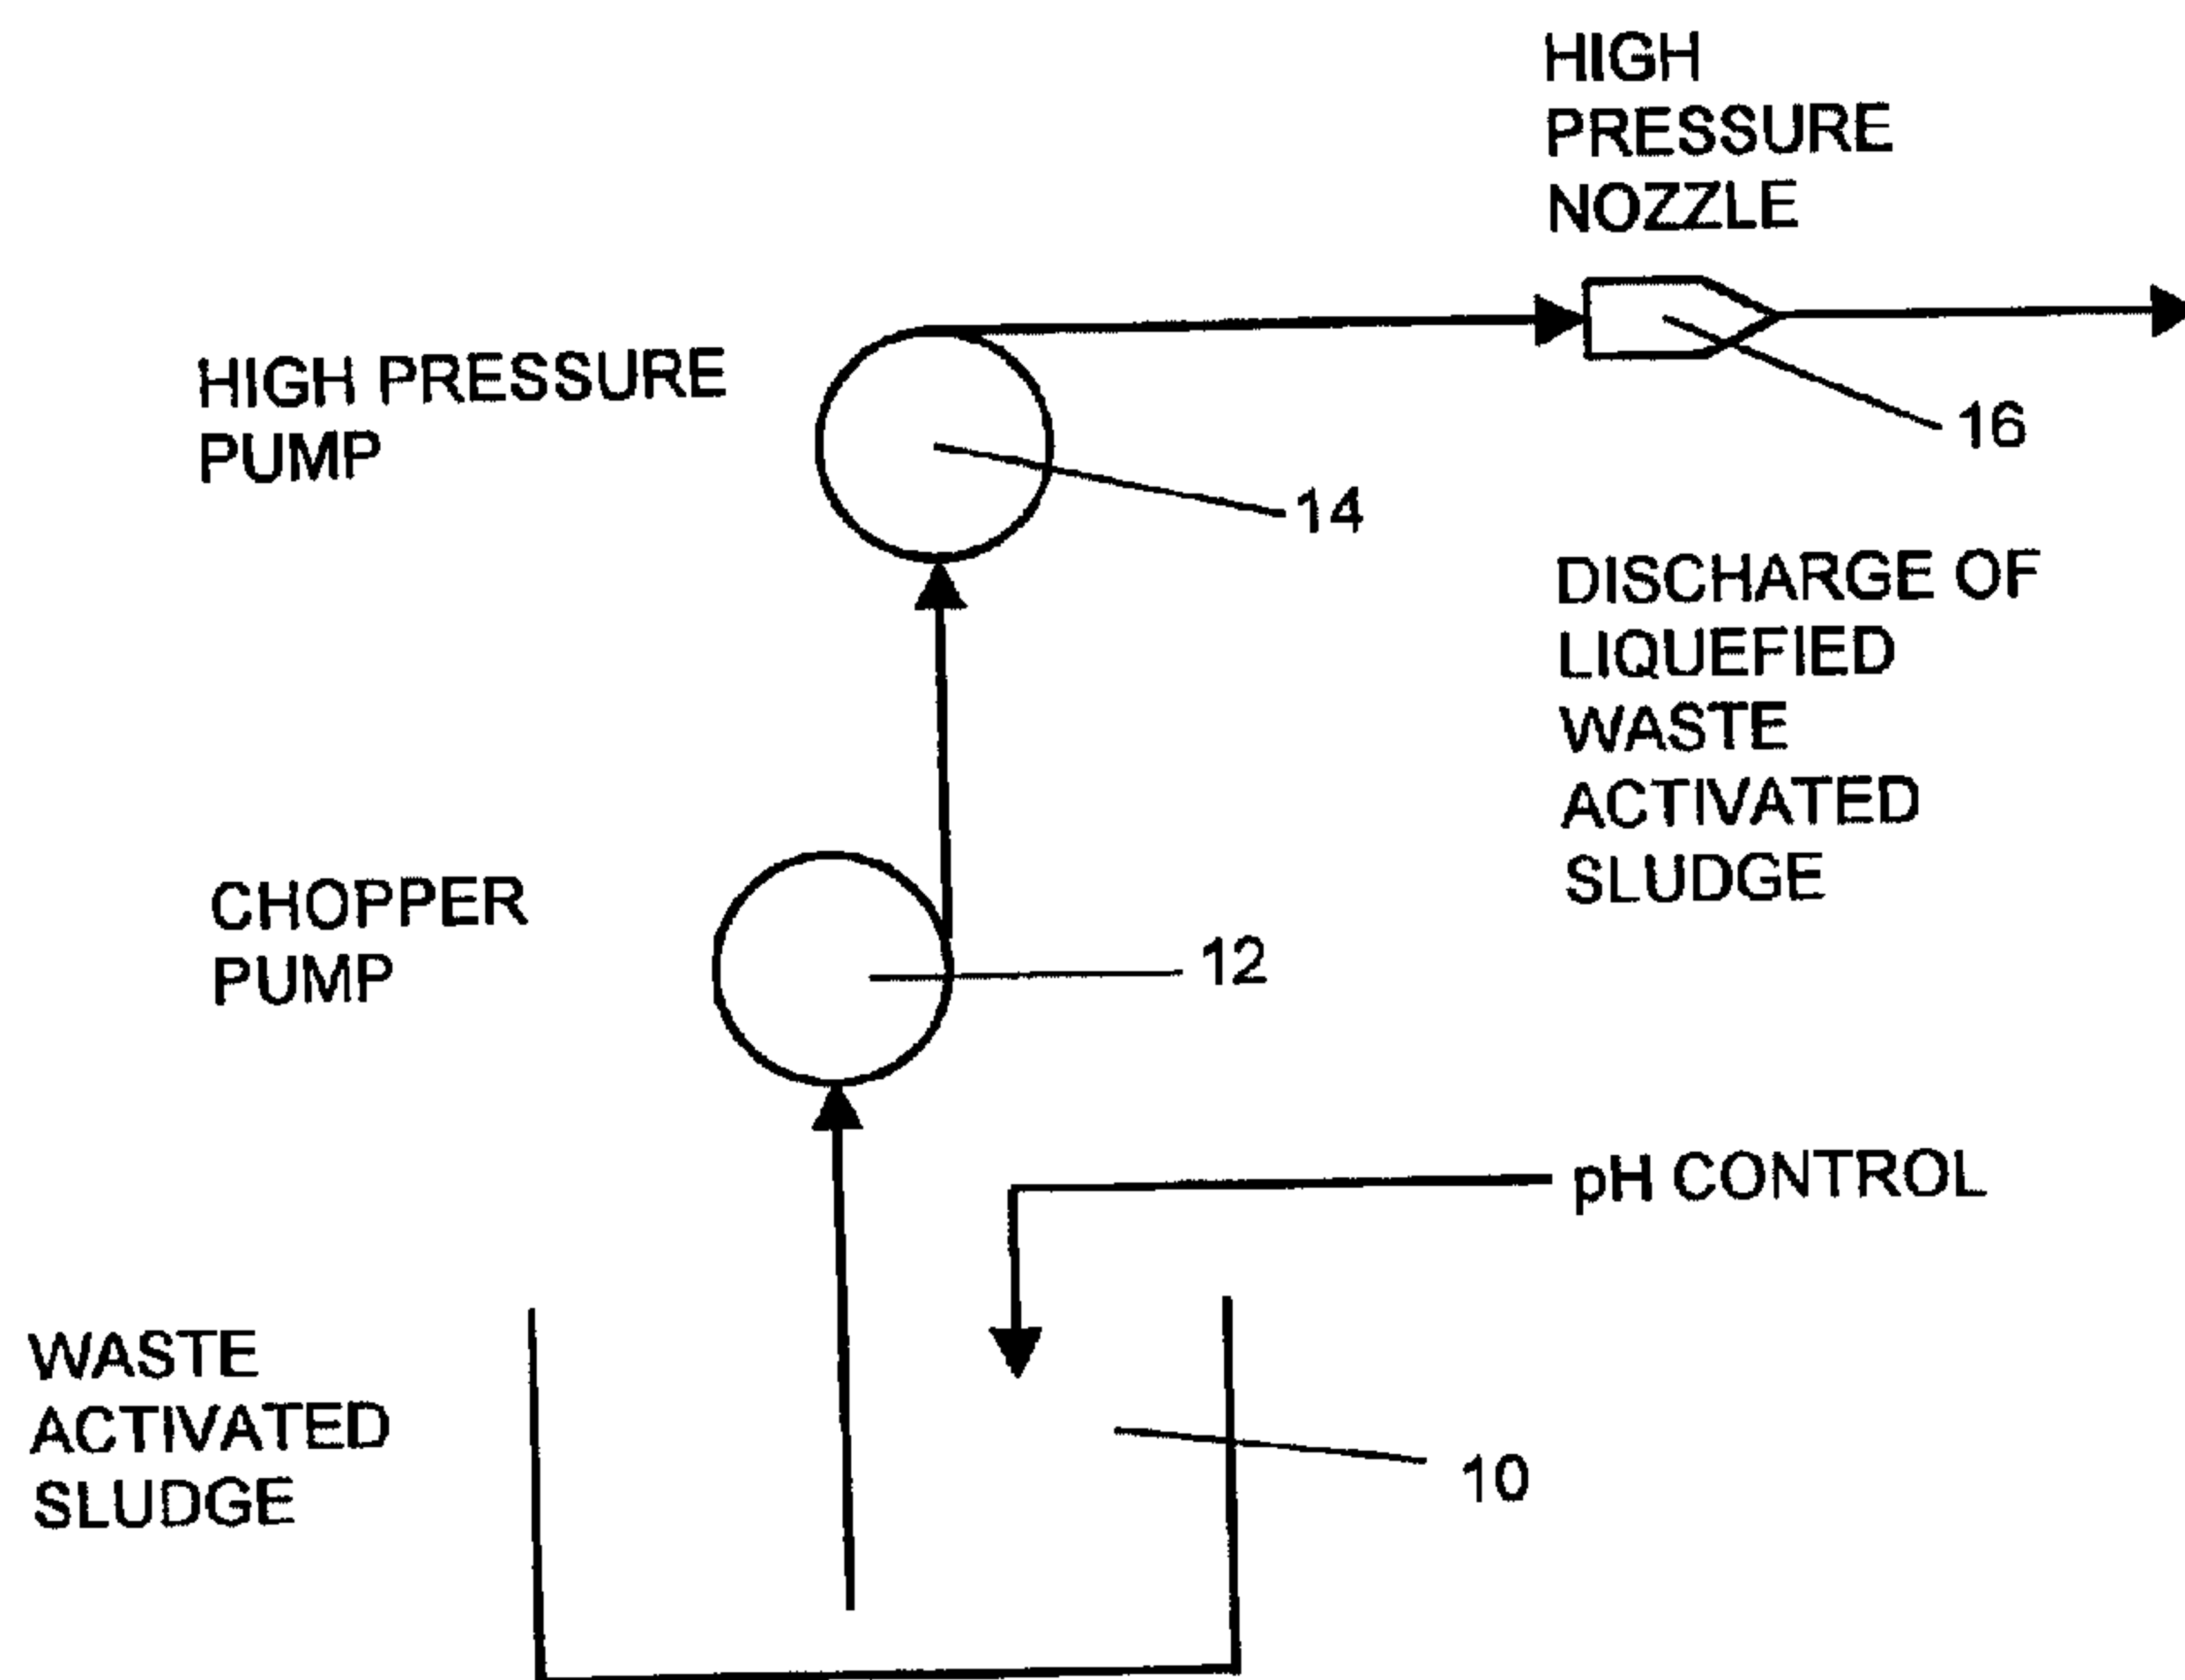 HIGH
PRESSURE
NOZZLE
HIGH PRESSURE
PUMP
16
14
DISCHARGE OF
LIQUEFIED
WASTE
ACTIVATED
SLUDGE
CHOPPER
PUMP
12
pH CONTROL
WASTE
ACTIVATED
SLUDGE
10